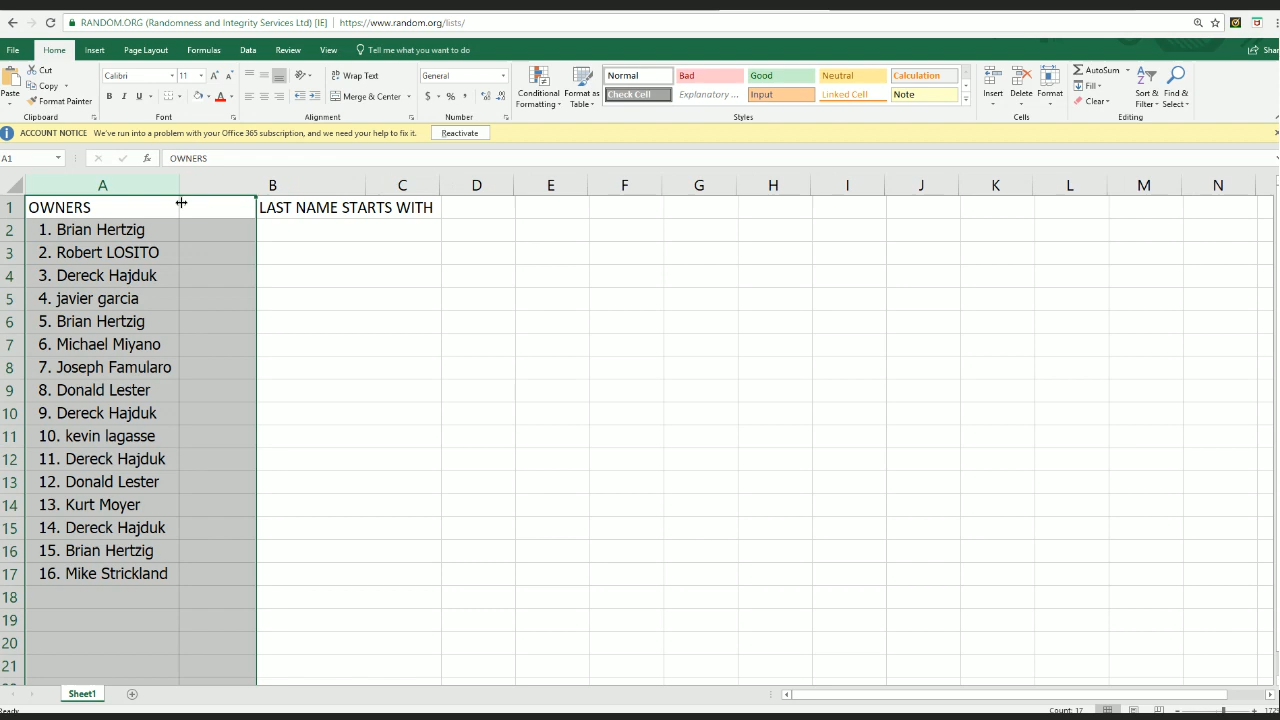 RANDOM.ORG (Randomness and Integrity Services Ltd) [IE] https://www.random.org/lists/
File Home Insert Page Layout Formulas Data Review View Tell me what you want to do Shar
Cut
Copy
Format Painter
Paste
Clipboard
Calibri 11
B I U
Font
Wrap Text
Merge & Center
Alignment
General
$ % ,
Number
Conditional Formatting
Format as Table
Normal Bad Good Neutral Calculation
Check Cell Explanatory ... Input Linked Cell Note
Styles
Insert Delete Format
Cells
AutoSum
Fill
Clear
Sort & Filter
Find & Select
Editing
ACCOUNT NOTICE We've run into a problem with your Office 365 subscription, and we need your help to fix it. Reactivate
A1 fx OWNERS
A B C D E F G H I J K L M N
1 OWNERS LAST NAME STARTS WITH
2 1. Brian Hertzig
3 2. Robert LOSITO
4 3. Dereck Hajduk
5 4. javier garcia
6 5. Brian Hertzig
7 6. Michael Miyano
8 7. Joseph Famularo
9 8. Donald Lester
10 9. Dereck Hajduk
11 10. kevin lagasse
12 11. Dereck Hajduk
13 12. Donald Lester
14 13. Kurt Moyer
15 14. Dereck Hajduk
16 15. Brian Hertzig
17 16. Mike Strickland
18
19
20
21
Sheet1
Ready Count: 17